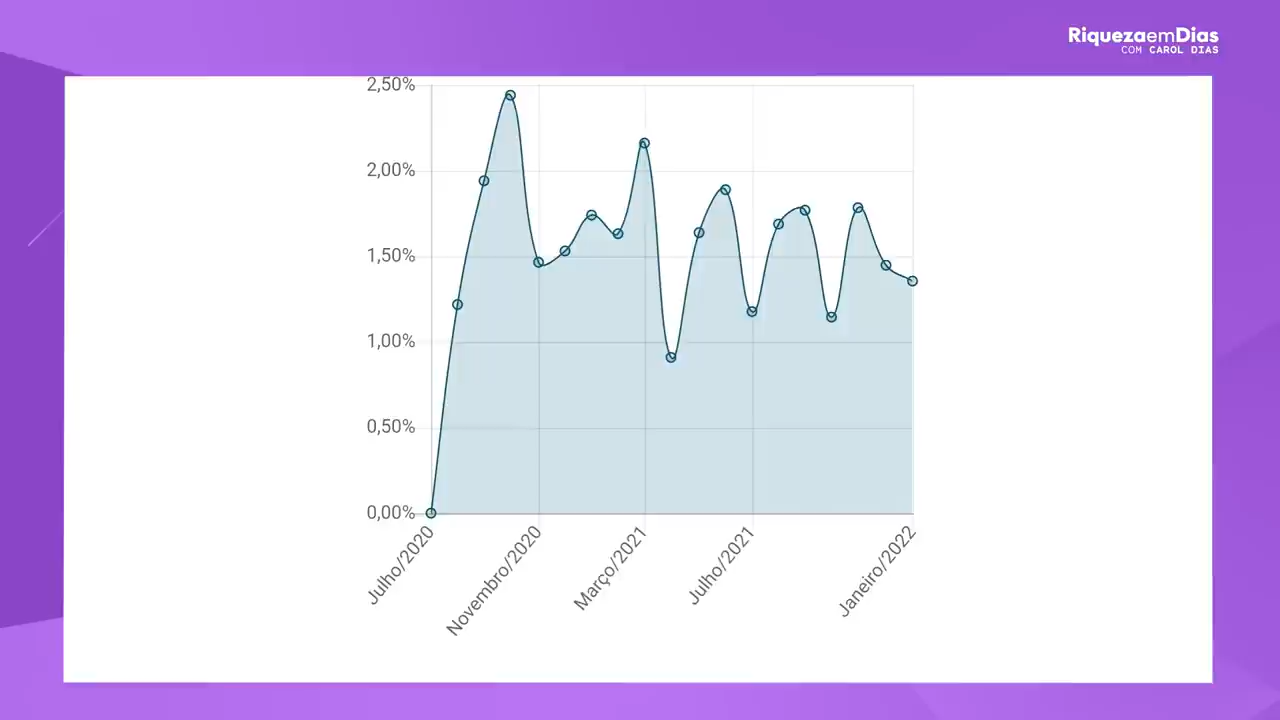 RiquezaemDias
COM CAROL DIAS
2,50%
2,00%
1,50%
1,00%
0,50%
0,00%
Julho/2020
Novembro/2020
Março/2021
Julho/2021
Janeiro/2022